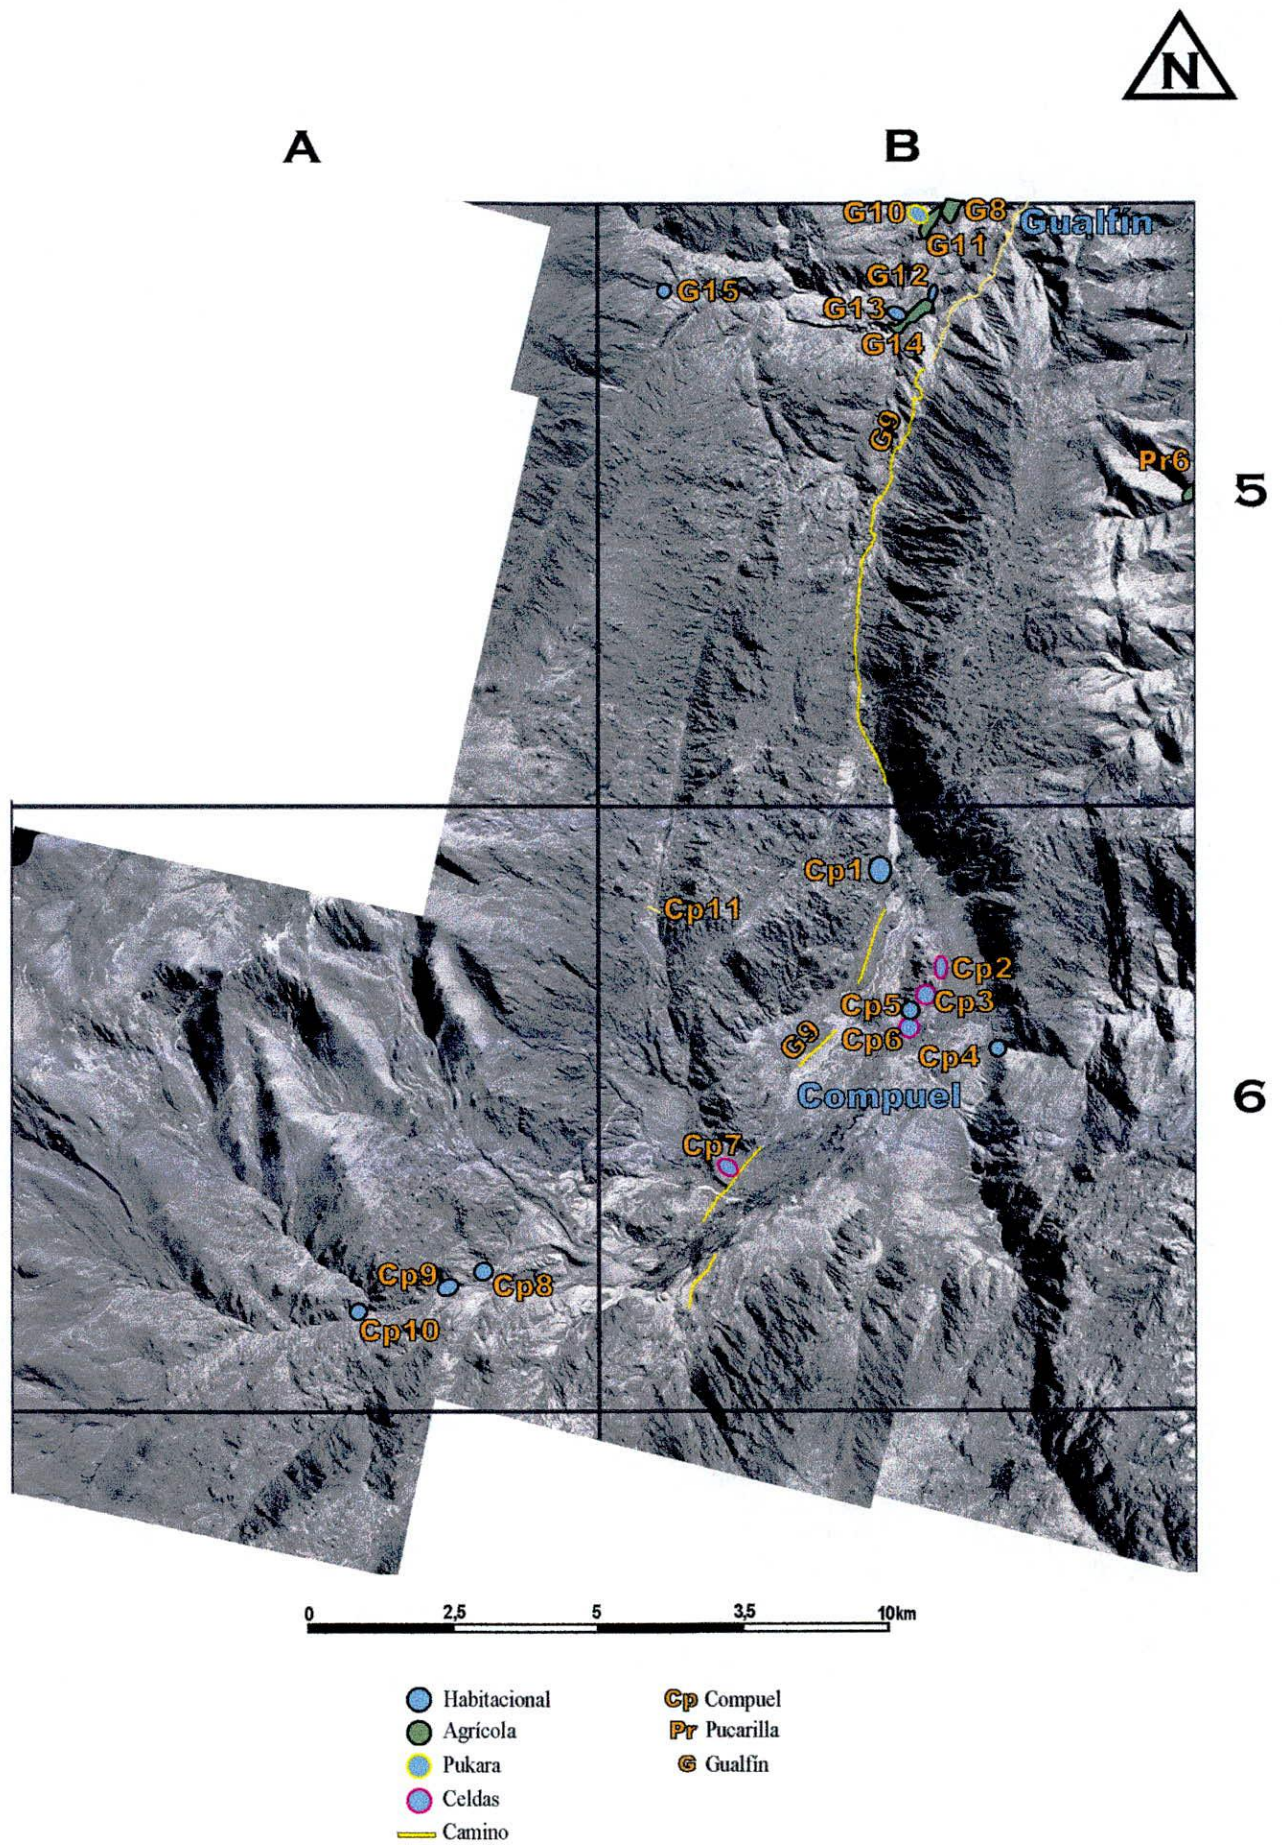 N
A B
G10 G8
Gualfín
G11
G12
G15
G13
G14
G9
Pr6
5
Cp1
Cp11
Cp2
Cp5 Cp3
G9 Cp6
Cp4
Compuel
6
Cp7
Cp9 Cp8
Cp10
0 2,5 5 3,5 10km
Habitacional Cp Compuel
Agrícola Pr Pucarilla
Pukara G Gualfín
Celdas
Camino